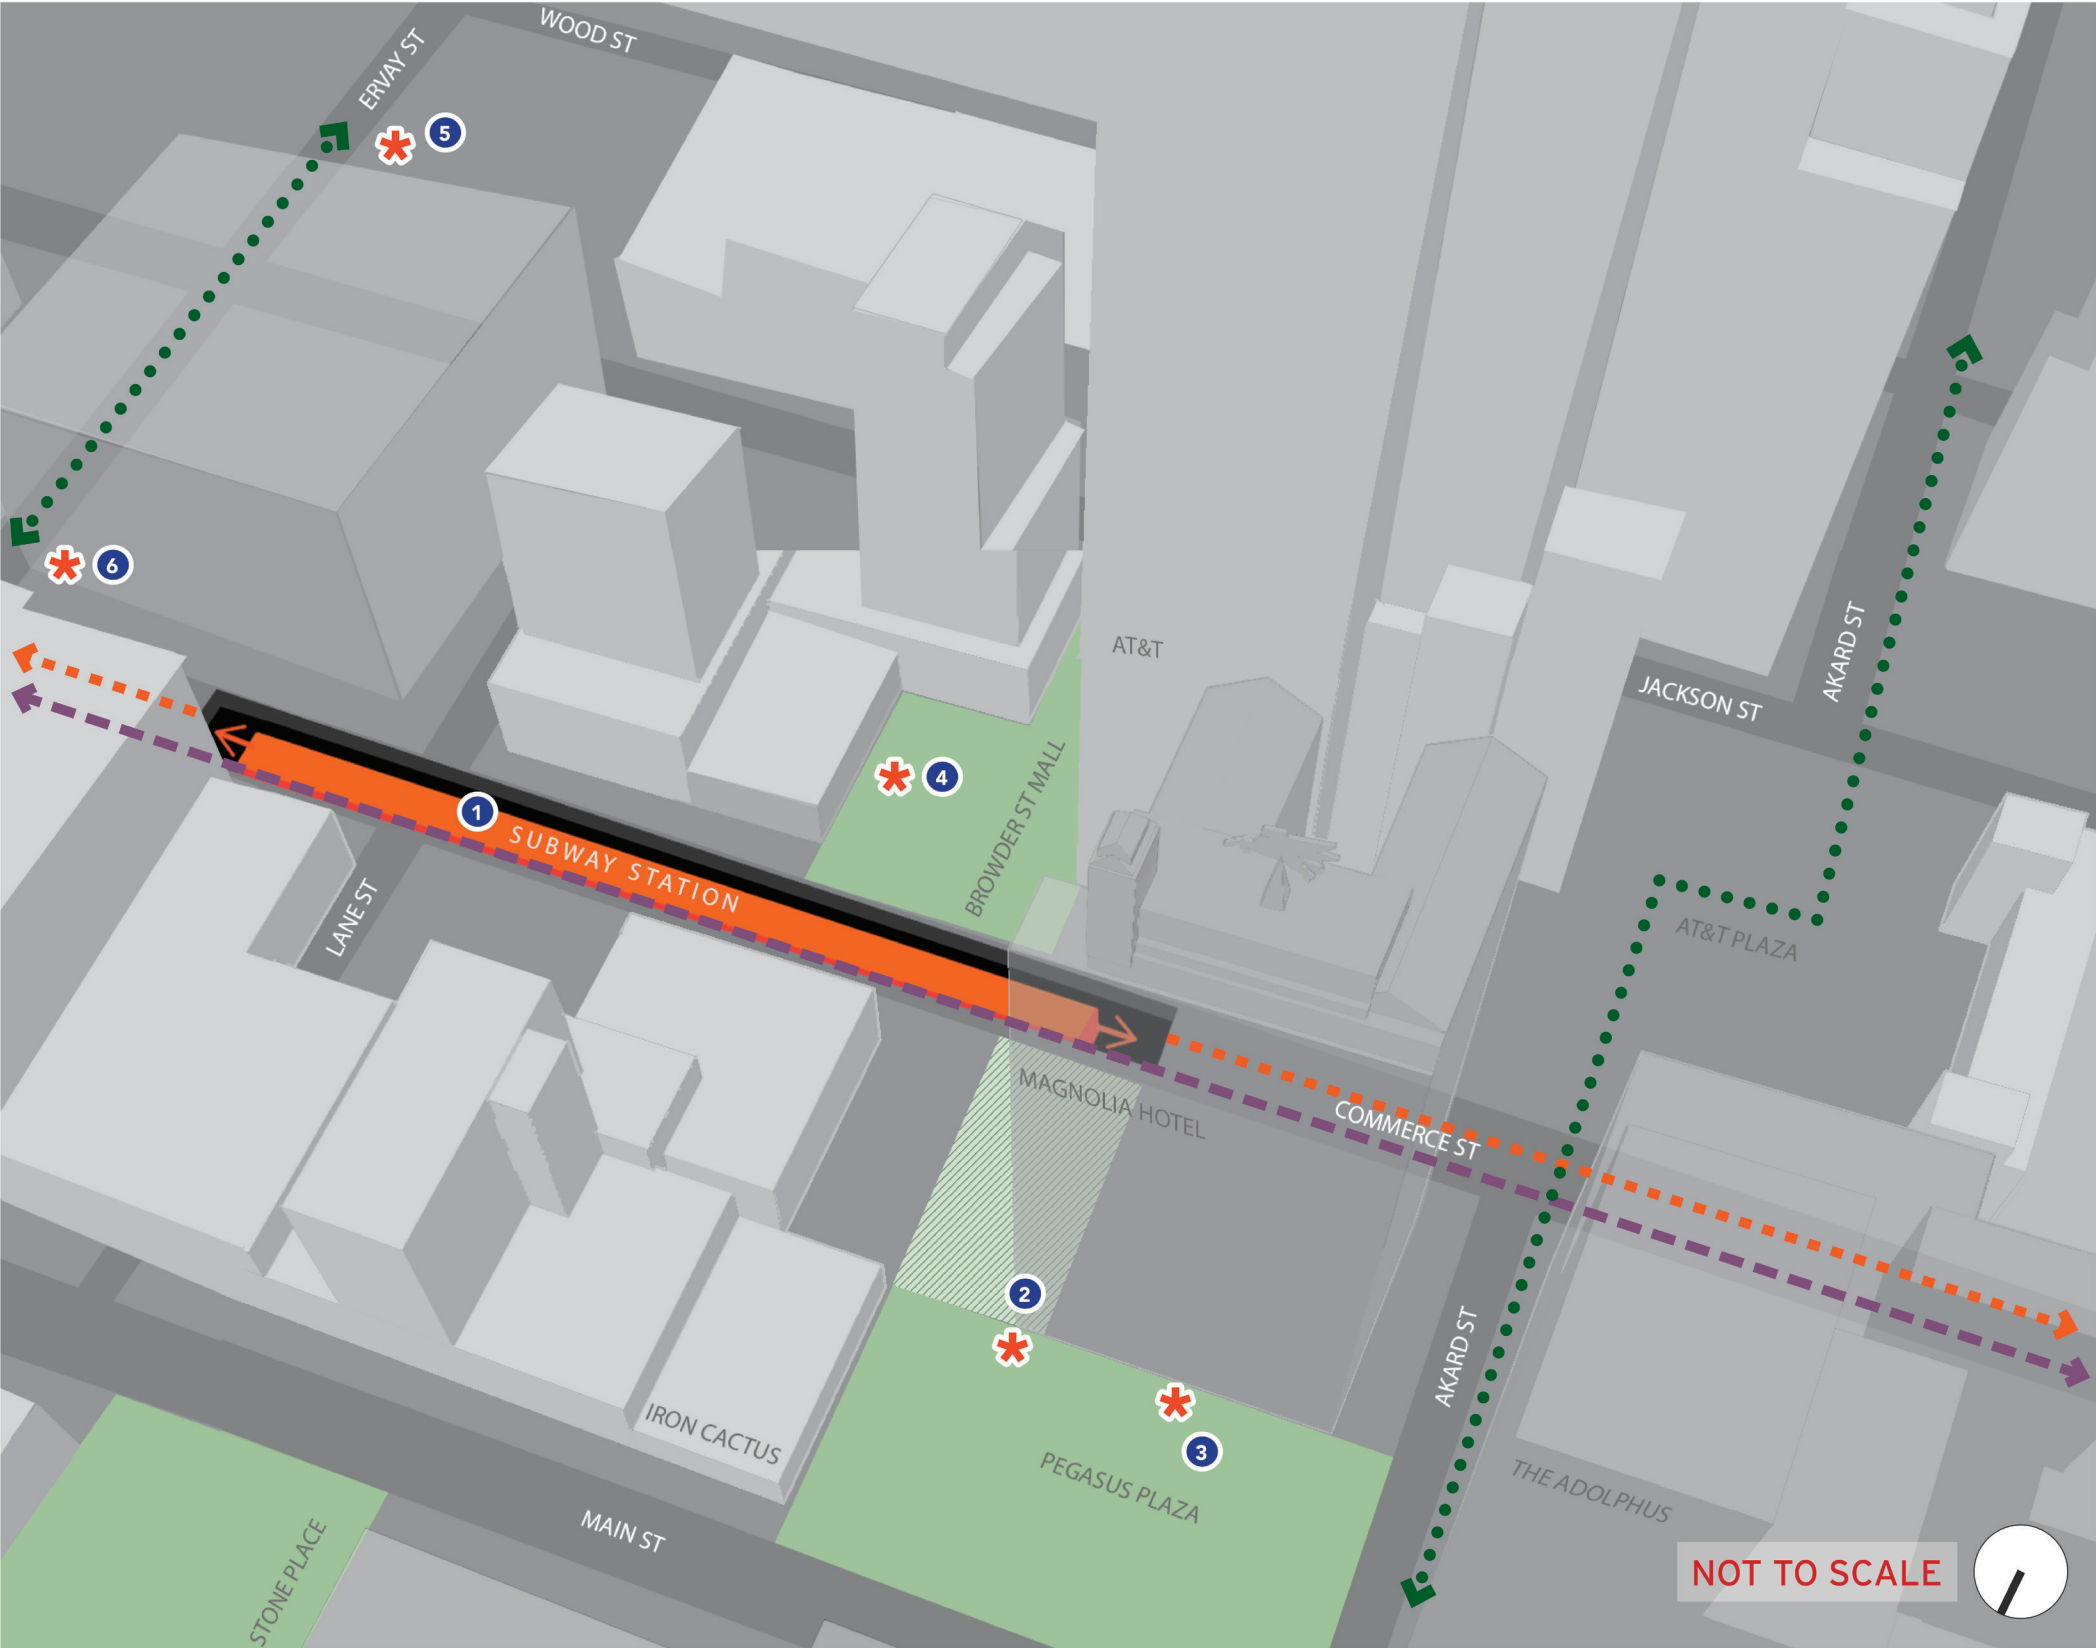 WOOD ST
ERVAY ST
5
6
AT&T
AKARD ST
JACKSON ST
4
BROWDER ST MALL
1
SUBWAY STATION
LANE ST
AT&T PLAZA
MAGNOLIA HOTEL
COMMERCE ST
2
AKARD ST
3
IRON CACTUS
PEGASUS PLAZA
THE ADOLPHUS
MAIN ST
STONE PLACE
NOT TO SCALE